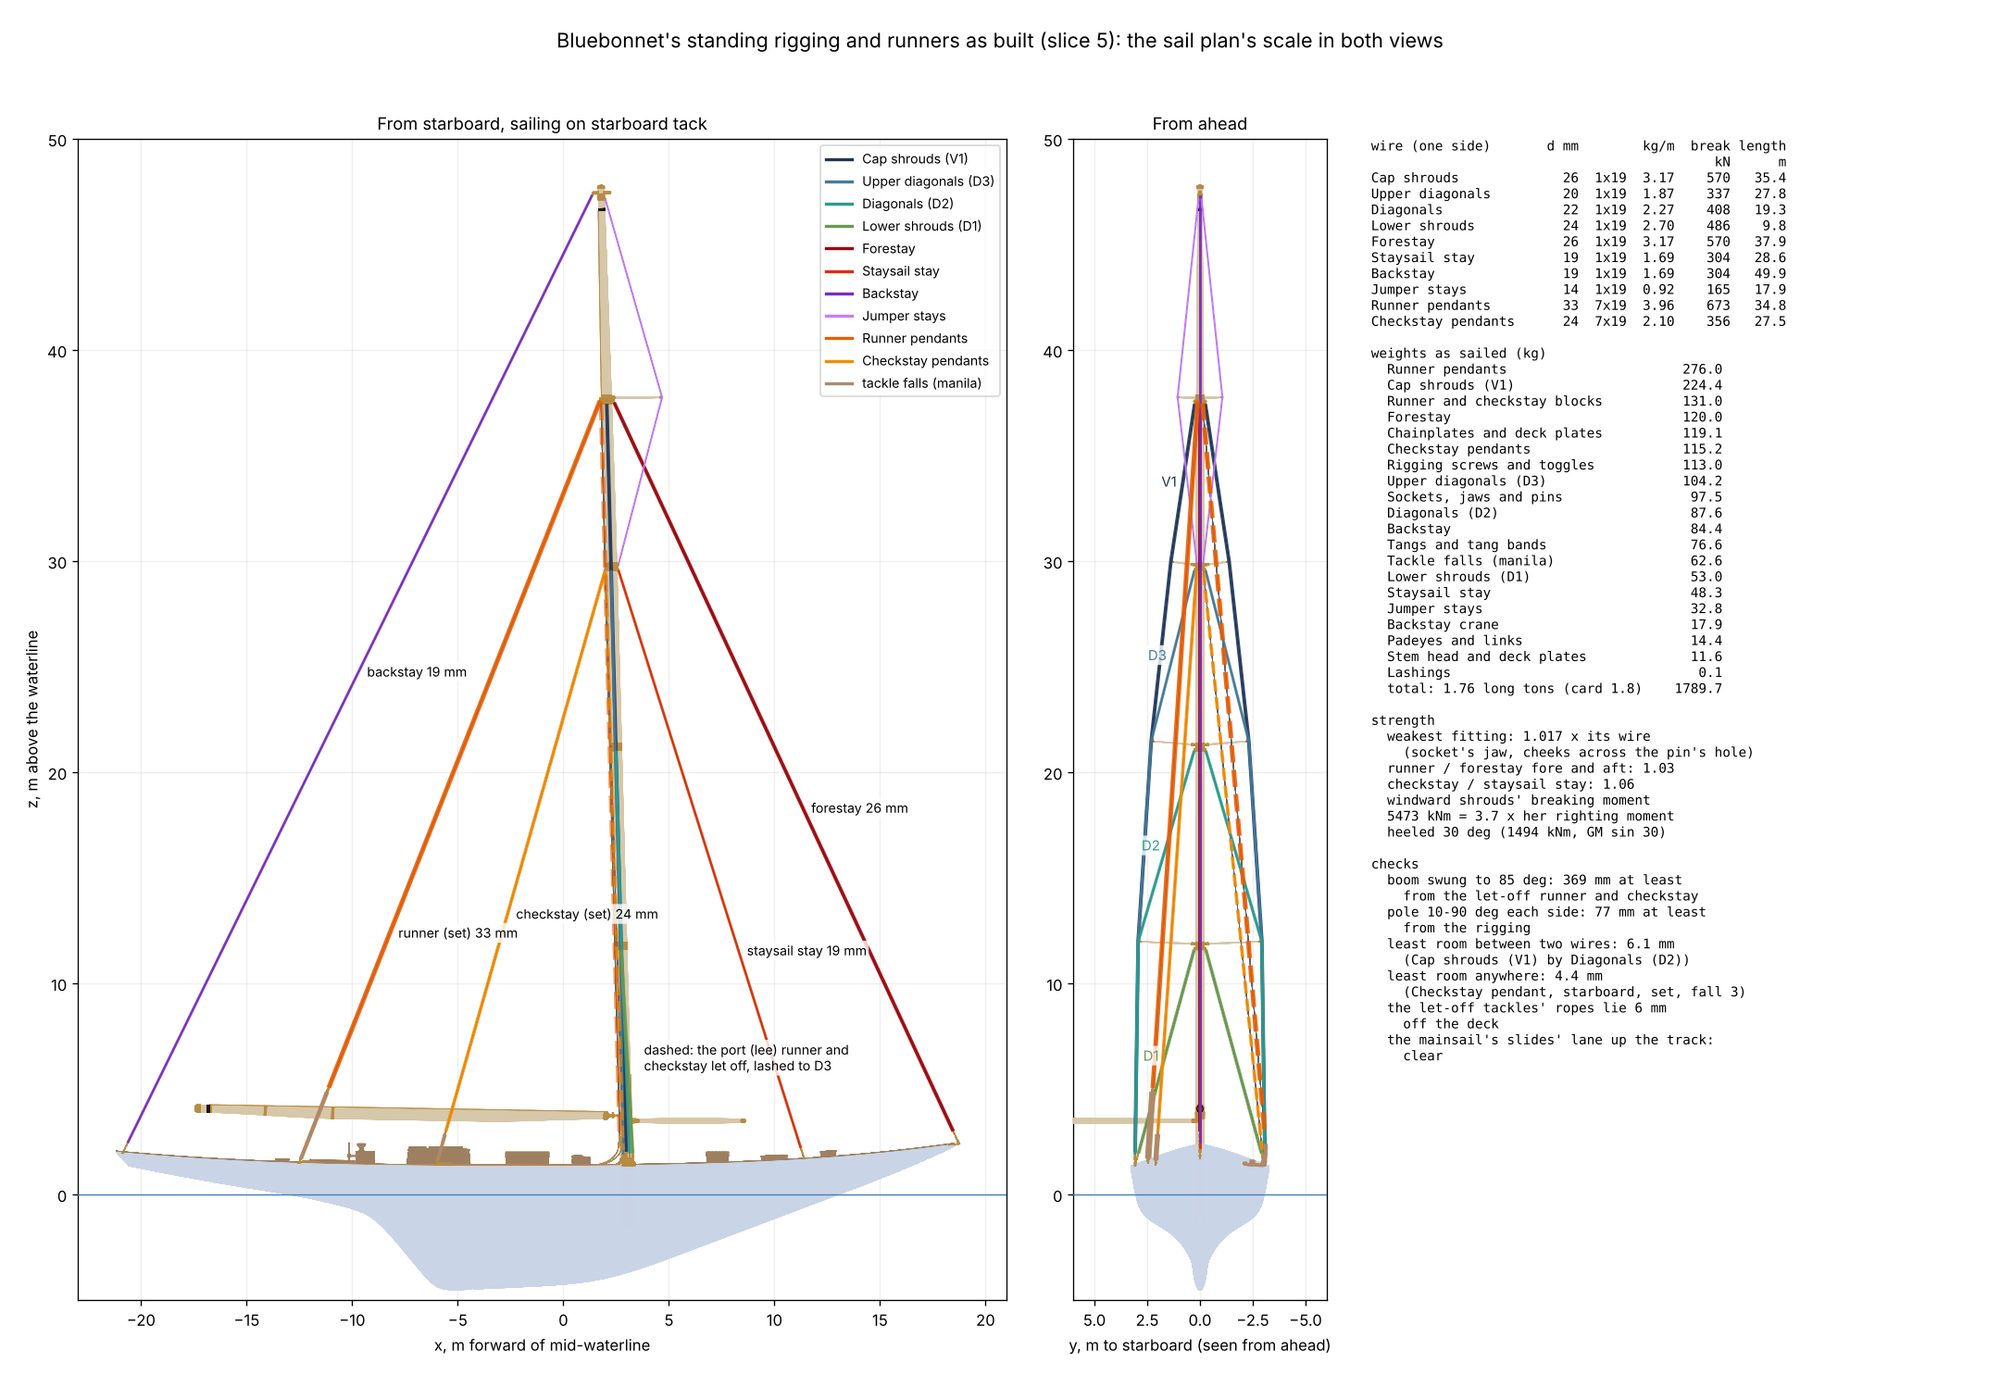 Bluebonnet's standing rigging and runners as built (slice 5): the sail plan's scale in both views
From starboard, sailing on starboard tack
50
40
30
20
10
0
z, m above the waterline
−20
−15
−10
−5
0
5
10
15
20
x, m forward of mid-waterline
Cap shrouds (V1)
Upper diagonals (D3)
Diagonals (D2)
Lower shrouds (D1)
Forestay
Staysail stay
Backstay
Jumper stays
Runner pendants
Checkstay pendants
tackle falls (manila)
backstay 19 mm
forestay 26 mm
checkstay (set) 24 mm
runner (set) 33 mm
staysail stay 19 mm
dashed: the port (lee) runner and
checkstay let off, lashed to D3
From ahead
50
40
30
20
10
0
V1
D3
D2
D1
5.0
2.5
0.0
−2.5
−5.0
y, m to starboard (seen from ahead)
wire (one side) d mm kg/m break length
kN m
Cap shrouds 26 1x19 3.17 570 35.4
Upper diagonals 20 1x19 1.87 337 27.8
Diagonals 22 1x19 2.27 408 19.3
Lower shrouds 24 1x19 2.70 486 9.8
Forestay 26 1x19 3.17 570 37.9
Staysail stay 19 1x19 1.69 304 28.6
Backstay 19 1x19 1.69 304 49.9
Jumper stays 14 1x19 0.92 165 17.9
Runner pendants 33 7x19 3.96 673 34.8
Checkstay pendants 24 7x19 2.10 356 27.5
weights as sailed (kg)
Runner pendants 276.0
Cap shrouds (V1) 224.4
Runner and checkstay blocks 131.0
Forestay 120.0
Chainplates and deck plates 119.1
Checkstay pendants 115.2
Rigging screws and toggles 113.0
Upper diagonals (D3) 104.2
Sockets, jaws and pins 97.5
Diagonals (D2) 87.6
Backstay 84.4
Tangs and tang bands 76.6
Tackle falls (manila) 62.6
Lower shrouds (D1) 53.0
Staysail stay 48.3
Jumper stays 32.8
Backstay crane 17.9
Padeyes and links 14.4
Stem head and deck plates 11.6
Lashings 0.1
total: 1.76 long tons (card 1.8) 1789.7
strength
weakest fitting: 1.017 x its wire
(socket's jaw, cheeks across the pin's hole)
runner / forestay fore and aft: 1.03
checkstay / staysail stay: 1.06
windward shrouds' breaking moment
5473 kNm = 3.7 x her righting moment
heeled 30 deg (1494 kNm, GM sin 30)
checks
boom swung to 85 deg: 369 mm at least
from the let-off runner and checkstay
pole 10-90 deg each side: 77 mm at least
from the rigging
least room between two wires: 6.1 mm
(Cap shrouds (V1) by Diagonals (D2))
least room anywhere: 4.4 mm
(Checkstay pendant, starboard, set, fall 3)
the let-off tackles' ropes lie 6 mm
off the deck
the mainsail's slides' lane up the track:
clear